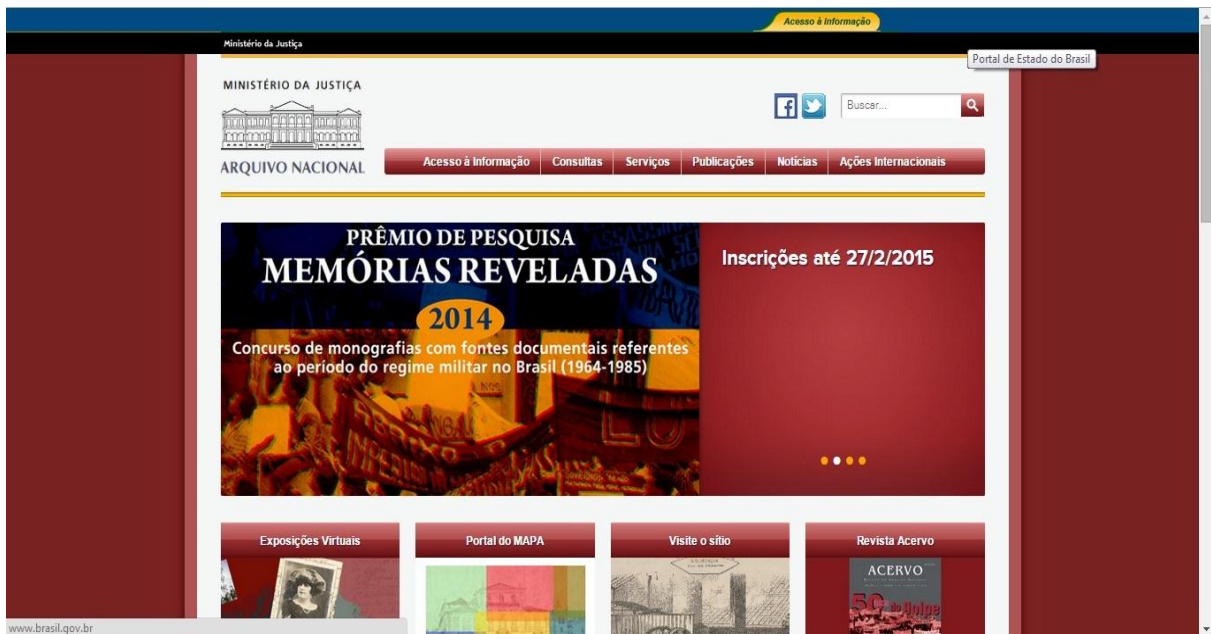 Acesso à Informação
Ministério da Justiça
Portal de Estado do Brasil
MINISTÉRIO DA JUSTIÇA
ARQUIVO NACIONAL
Buscar...
Acesso à Informação Consultas Serviços Publicações Notícias Ações Internacionais
PRÊMIO DE PESQUISA
MEMÓRIAS REVELADAS
2014
Concurso de monografias com fontes documentais referentes
ao período do regime militar no Brasil (1964-1985)
Inscrições até 27/2/2015
Exposições Virtuais
Portal do MAPA
Visite o sítio
Revista Acervo
ACERVO
50 do Golpe
www.brasil.gov.br